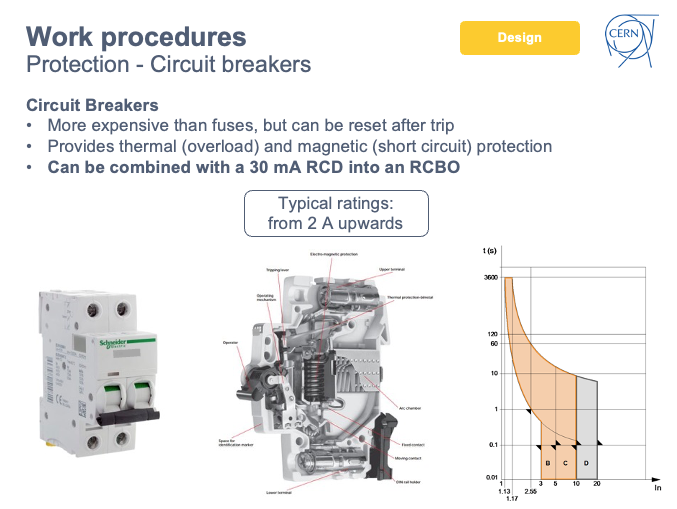 Work procedures
Protection - Circuit breakers
Design
CERN
Circuit Breakers
• More expensive than fuses, but can be reset after trip
• Provides thermal (overload) and magnetic (short circuit) protection
• Can be combined with a 30 mA RCD into an RCBO
Typical ratings:
from 2 A upwards
Schneider
Electric
Electro magnetic protection
Tripping lever
Upper terminal
Operating
mechanism
Thermal protection-bimetal
Operator
Arc chamber
Space for
identification marker
Fixed contact
Moving contact
DIN rail holder
Lower terminal
t (s)
3600
120
60
10
1
0.1
0.01
B
C
D
1
1.13
1.17
2.55
3
5
10
20
In